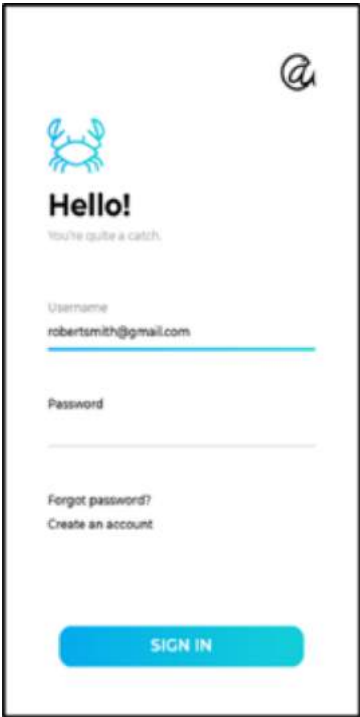 @
Hello!
You're quite a catch.
Username
robertsmith@gmail.com
Password
Forgot password?
Create an account
SIGN IN